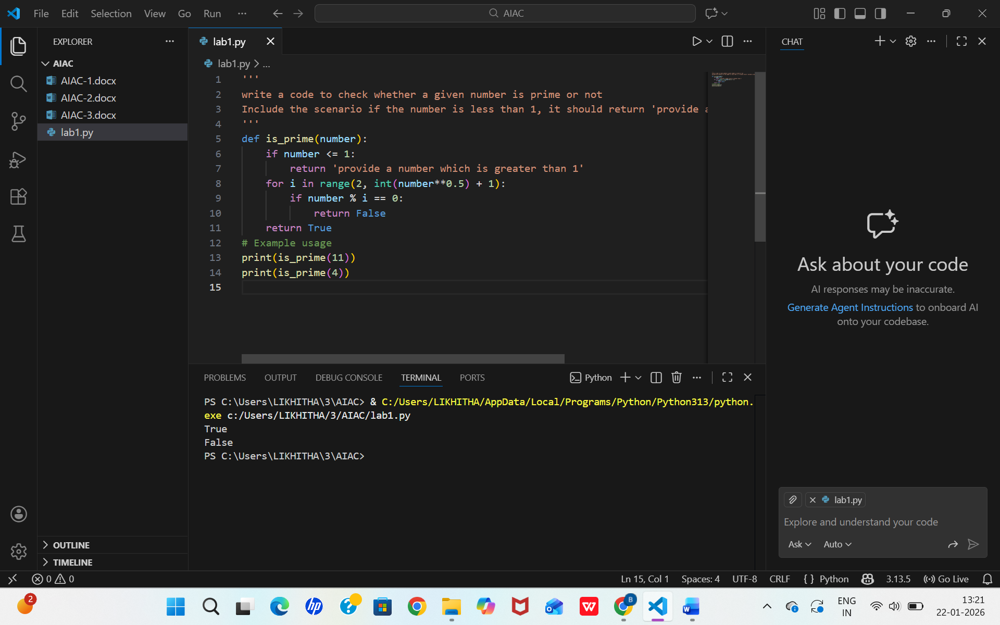 File Edit Selection View Go Run ...
AIAC
EXPLORER
AIAC
AIAC-1.docx
AIAC-2.docx
AIAC-3.docx
lab1.py
OUTLINE
TIMELINE
lab1.py
lab1.py > ...
1 '''
2 write a code to check whether a given number is prime or not
3 Include the scenario if the number is less than 1, it should return 'provide a
4 '''
5 def is_prime(number):
6 if number <= 1:
7 return 'provide a number which is greater than 1'
8 for i in range(2, int(number**0.5) + 1):
9 if number % i == 0:
10 return False
11 return True
12 # Example usage
13 print(is_prime(11))
14 print(is_prime(4))
15
PROBLEMS OUTPUT DEBUG CONSOLE TERMINAL PORTS
Python
PS C:\Users\LIKHITHA\3\AIAC> & C:/Users/LIKHITHA/AppData/Local/Programs/Python/Python313/python.
exe c:/Users/LIKHITHA/3/AIAC/lab1.py
True
False
PS C:\Users\LIKHITHA\3\AIAC>
CHAT
Ask about your code
AI responses may be inaccurate.
Generate Agent Instructions to onboard AI
onto your codebase.
lab1.py
Explore and understand your code
Ask Auto
0 0
Ln 15, Col 1 Spaces: 4 UTF-8 CRLF { } Python 3.13.5 Go Live
2
hp
?
B
W
ENG
IN
13:21
22-01-2026